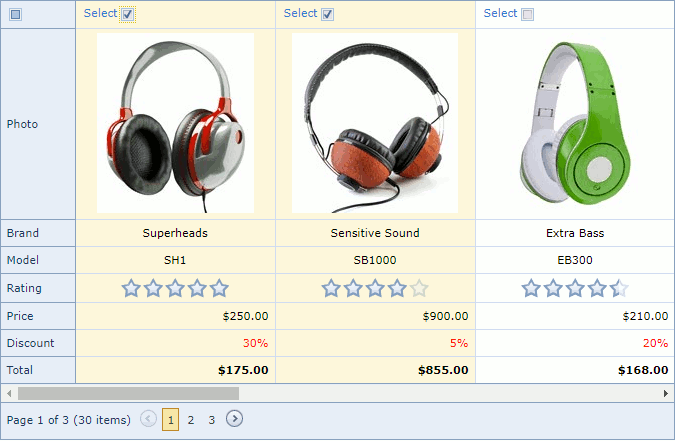 Select Select Select
Photo
Brand Superheads Sensitive Sound Extra Bass
Model SH1 SB1000 EB300
Rating
Price $250.00 $900.00 $210.00
Discount 30% 5% 20%
Total $175.00 $855.00 $168.00
Page 1 of 3 (30 items) 1 2 3